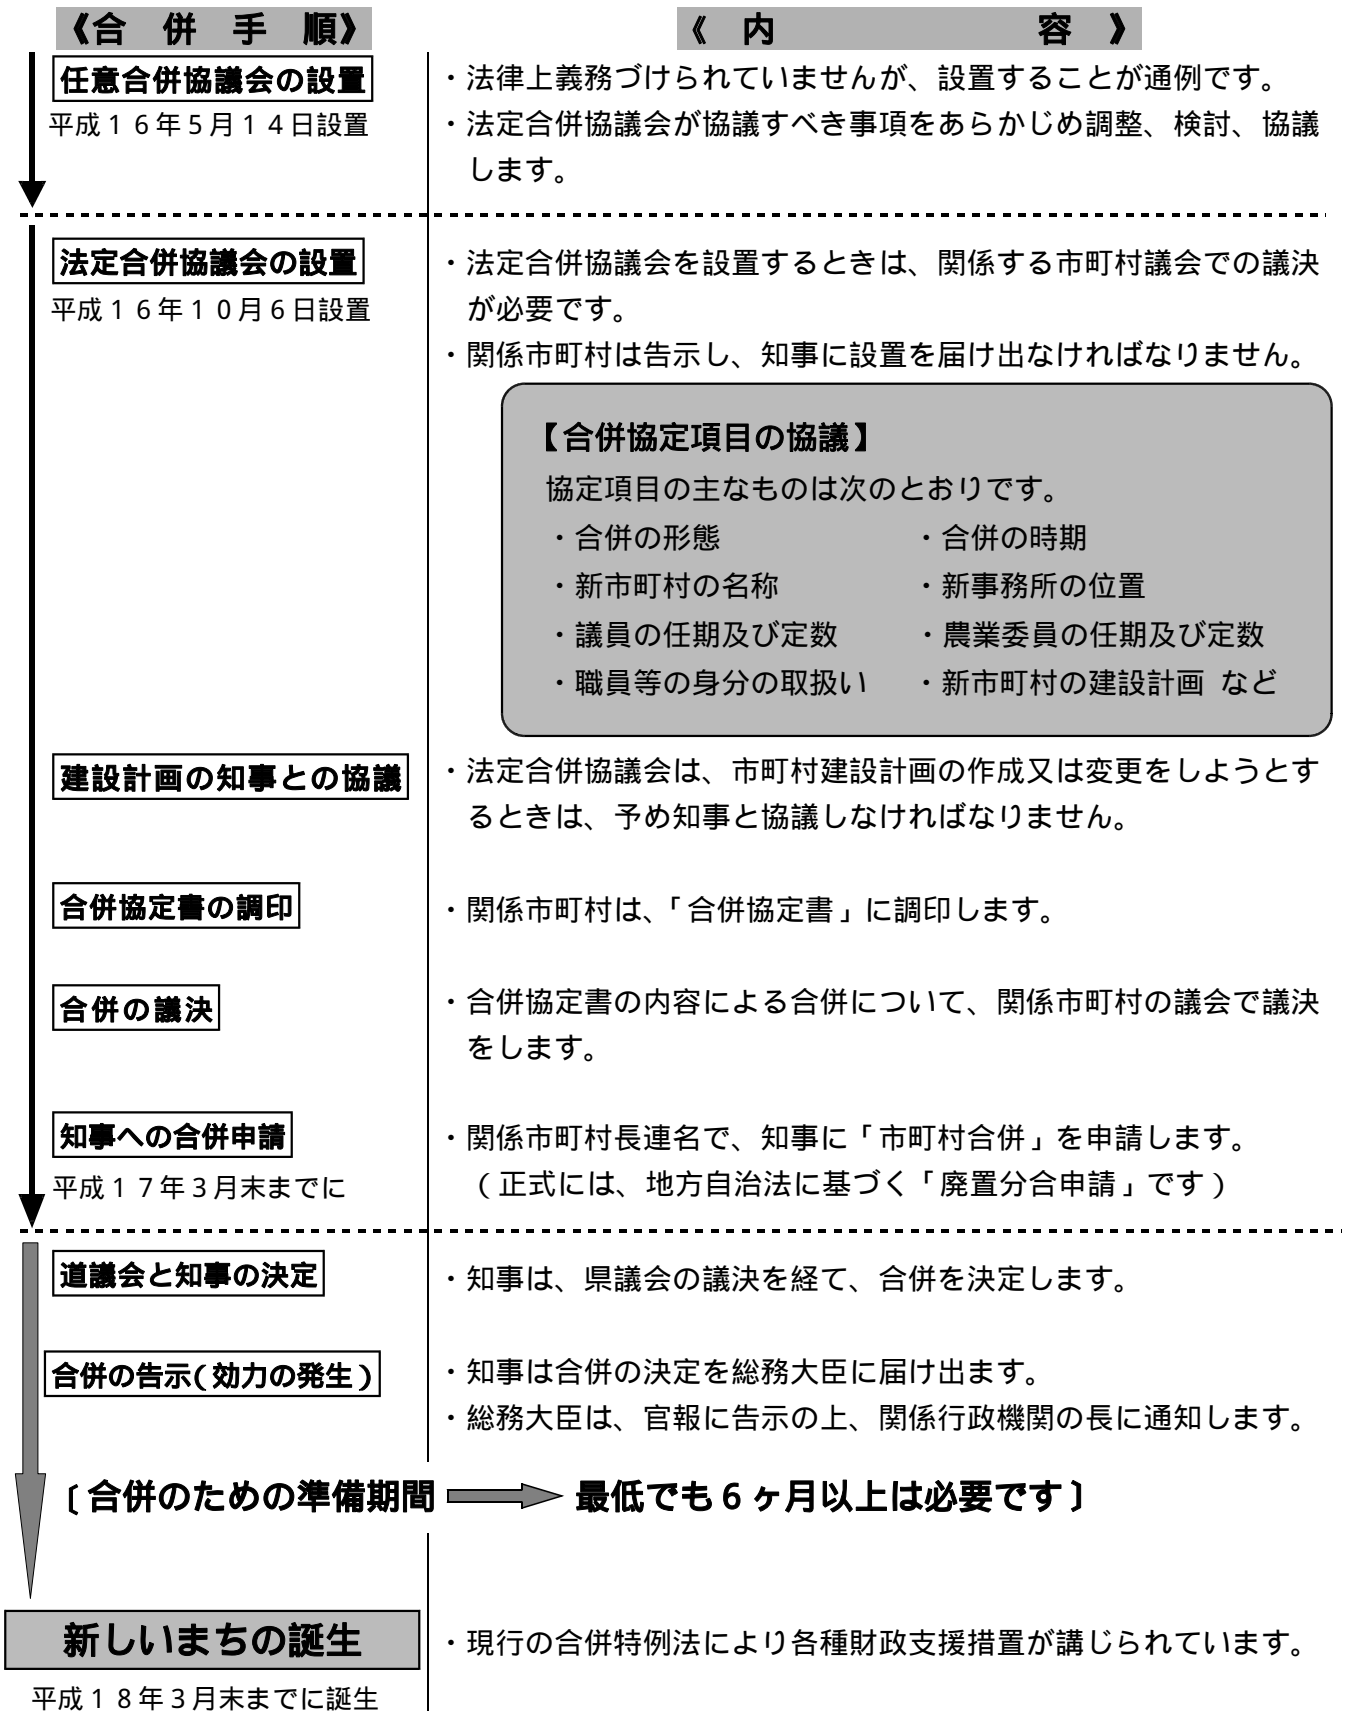 《合　併　手　順》
《　内　　　　　　　　　容　》
任意合併協議会の設置
平成１６年５月１４日設置
・法律上義務づけられていませんが、設置することが通例です。
・法定合併協議会が協議すべき事項をあらかじめ調整、検討、協議
します。
法定合併協議会の設置
平成１６年１０月６日設置
・法定合併協議会を設置するときは、関係する市町村議会での議決
が必要です。
・関係市町村は告示し、知事に設置を届け出なければなりません。
【合併協定項目の協議】
協定項目の主なものは次のとおりです。
・合併の形態　　　　　　・合併の時期
・新市町村の名称　　　　・新事務所の位置
・議員の任期及び定数　　・農業委員の任期及び定数
・職員等の身分の取扱い　・新市町村の建設計画 など
建設計画の知事との協議
・法定合併協議会は、市町村建設計画の作成又は変更をしようとす
るときは、予め知事と協議しなければなりません。
合併協定書の調印
・関係市町村は、「合併協定書」に調印します。
合併の議決
・合併協定書の内容による合併について、関係市町村の議会で議決
をします。
知事への合併申請
平成１７年３月末までに
・関係市町村長連名で、知事に「市町村合併」を申請します。
（正式には、地方自治法に基づく「廃置分合申請」です）
道議会と知事の決定
・知事は、県議会の議決を経て、合併を決定します。
合併の告示(効力の発生)
・知事は合併の決定を総務大臣に届け出ます。
・総務大臣は、官報に告示の上、関係行政機関の長に通知します。
〔合併のための準備期間　最低でも６ヶ月以上は必要です〕
新しいまちの誕生
平成１８年３月末までに誕生
・現行の合併特例法により各種財政支援措置が講じられています。